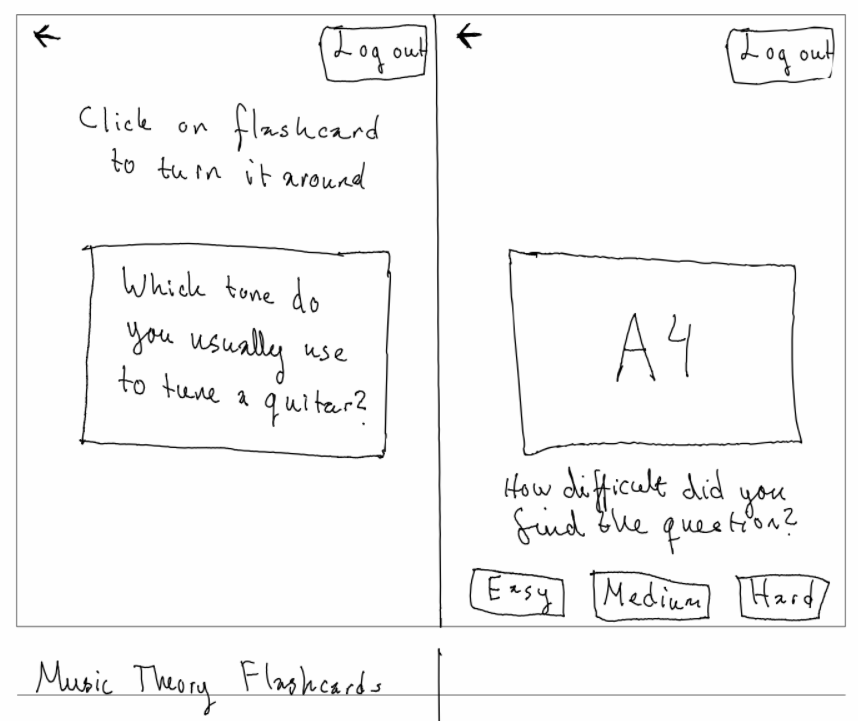 Log out
Click on flashcard
to turn it around
Which tone do
you usually use
to tune a guitar?
Log out
A4
How difficult did you
find the question?
Easy
Medium
Hard
Music Theory Flashcards